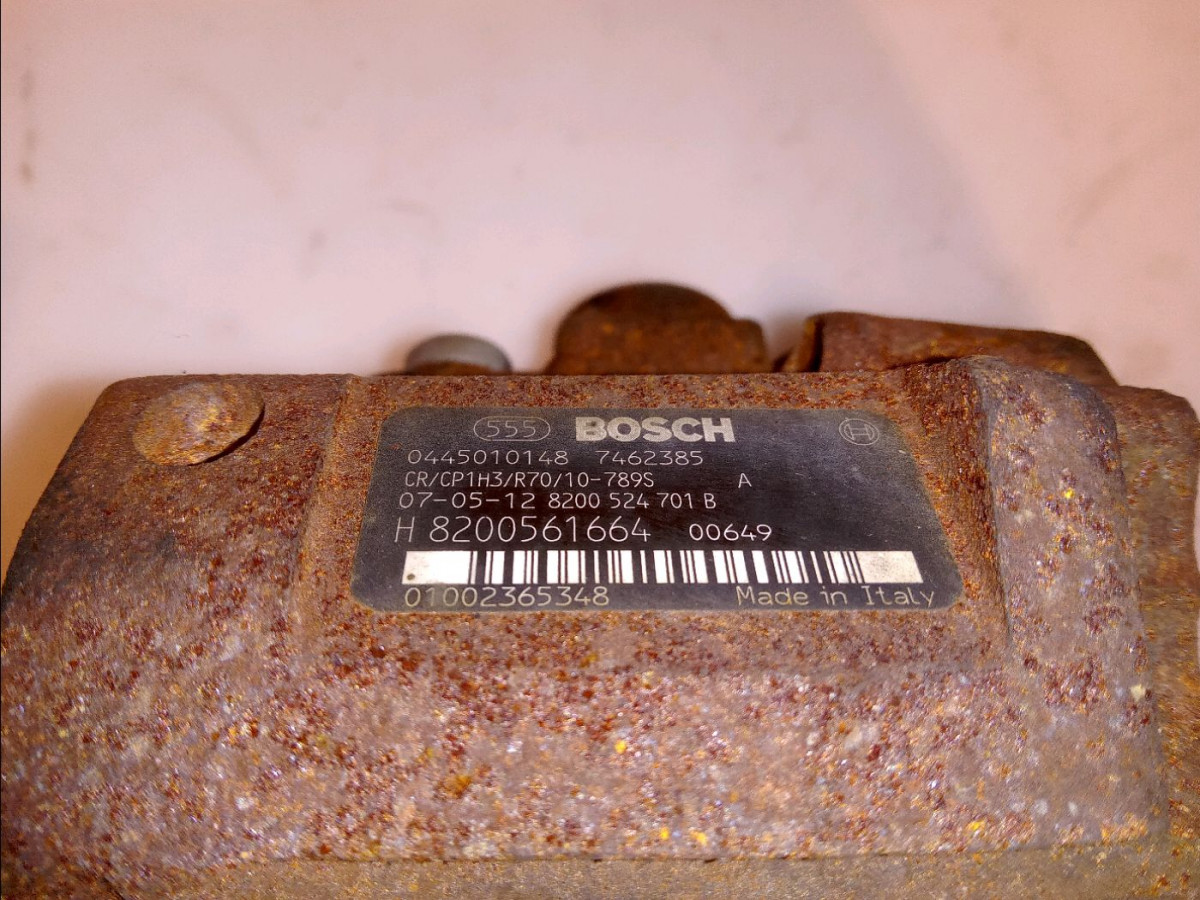 555 BOSCH
0445010148 7462385
CR/CP1H3/R70/10-789S A
07-05-12 8200 524 701 B
H 8200561664 00649
01002365348 Made in Italy